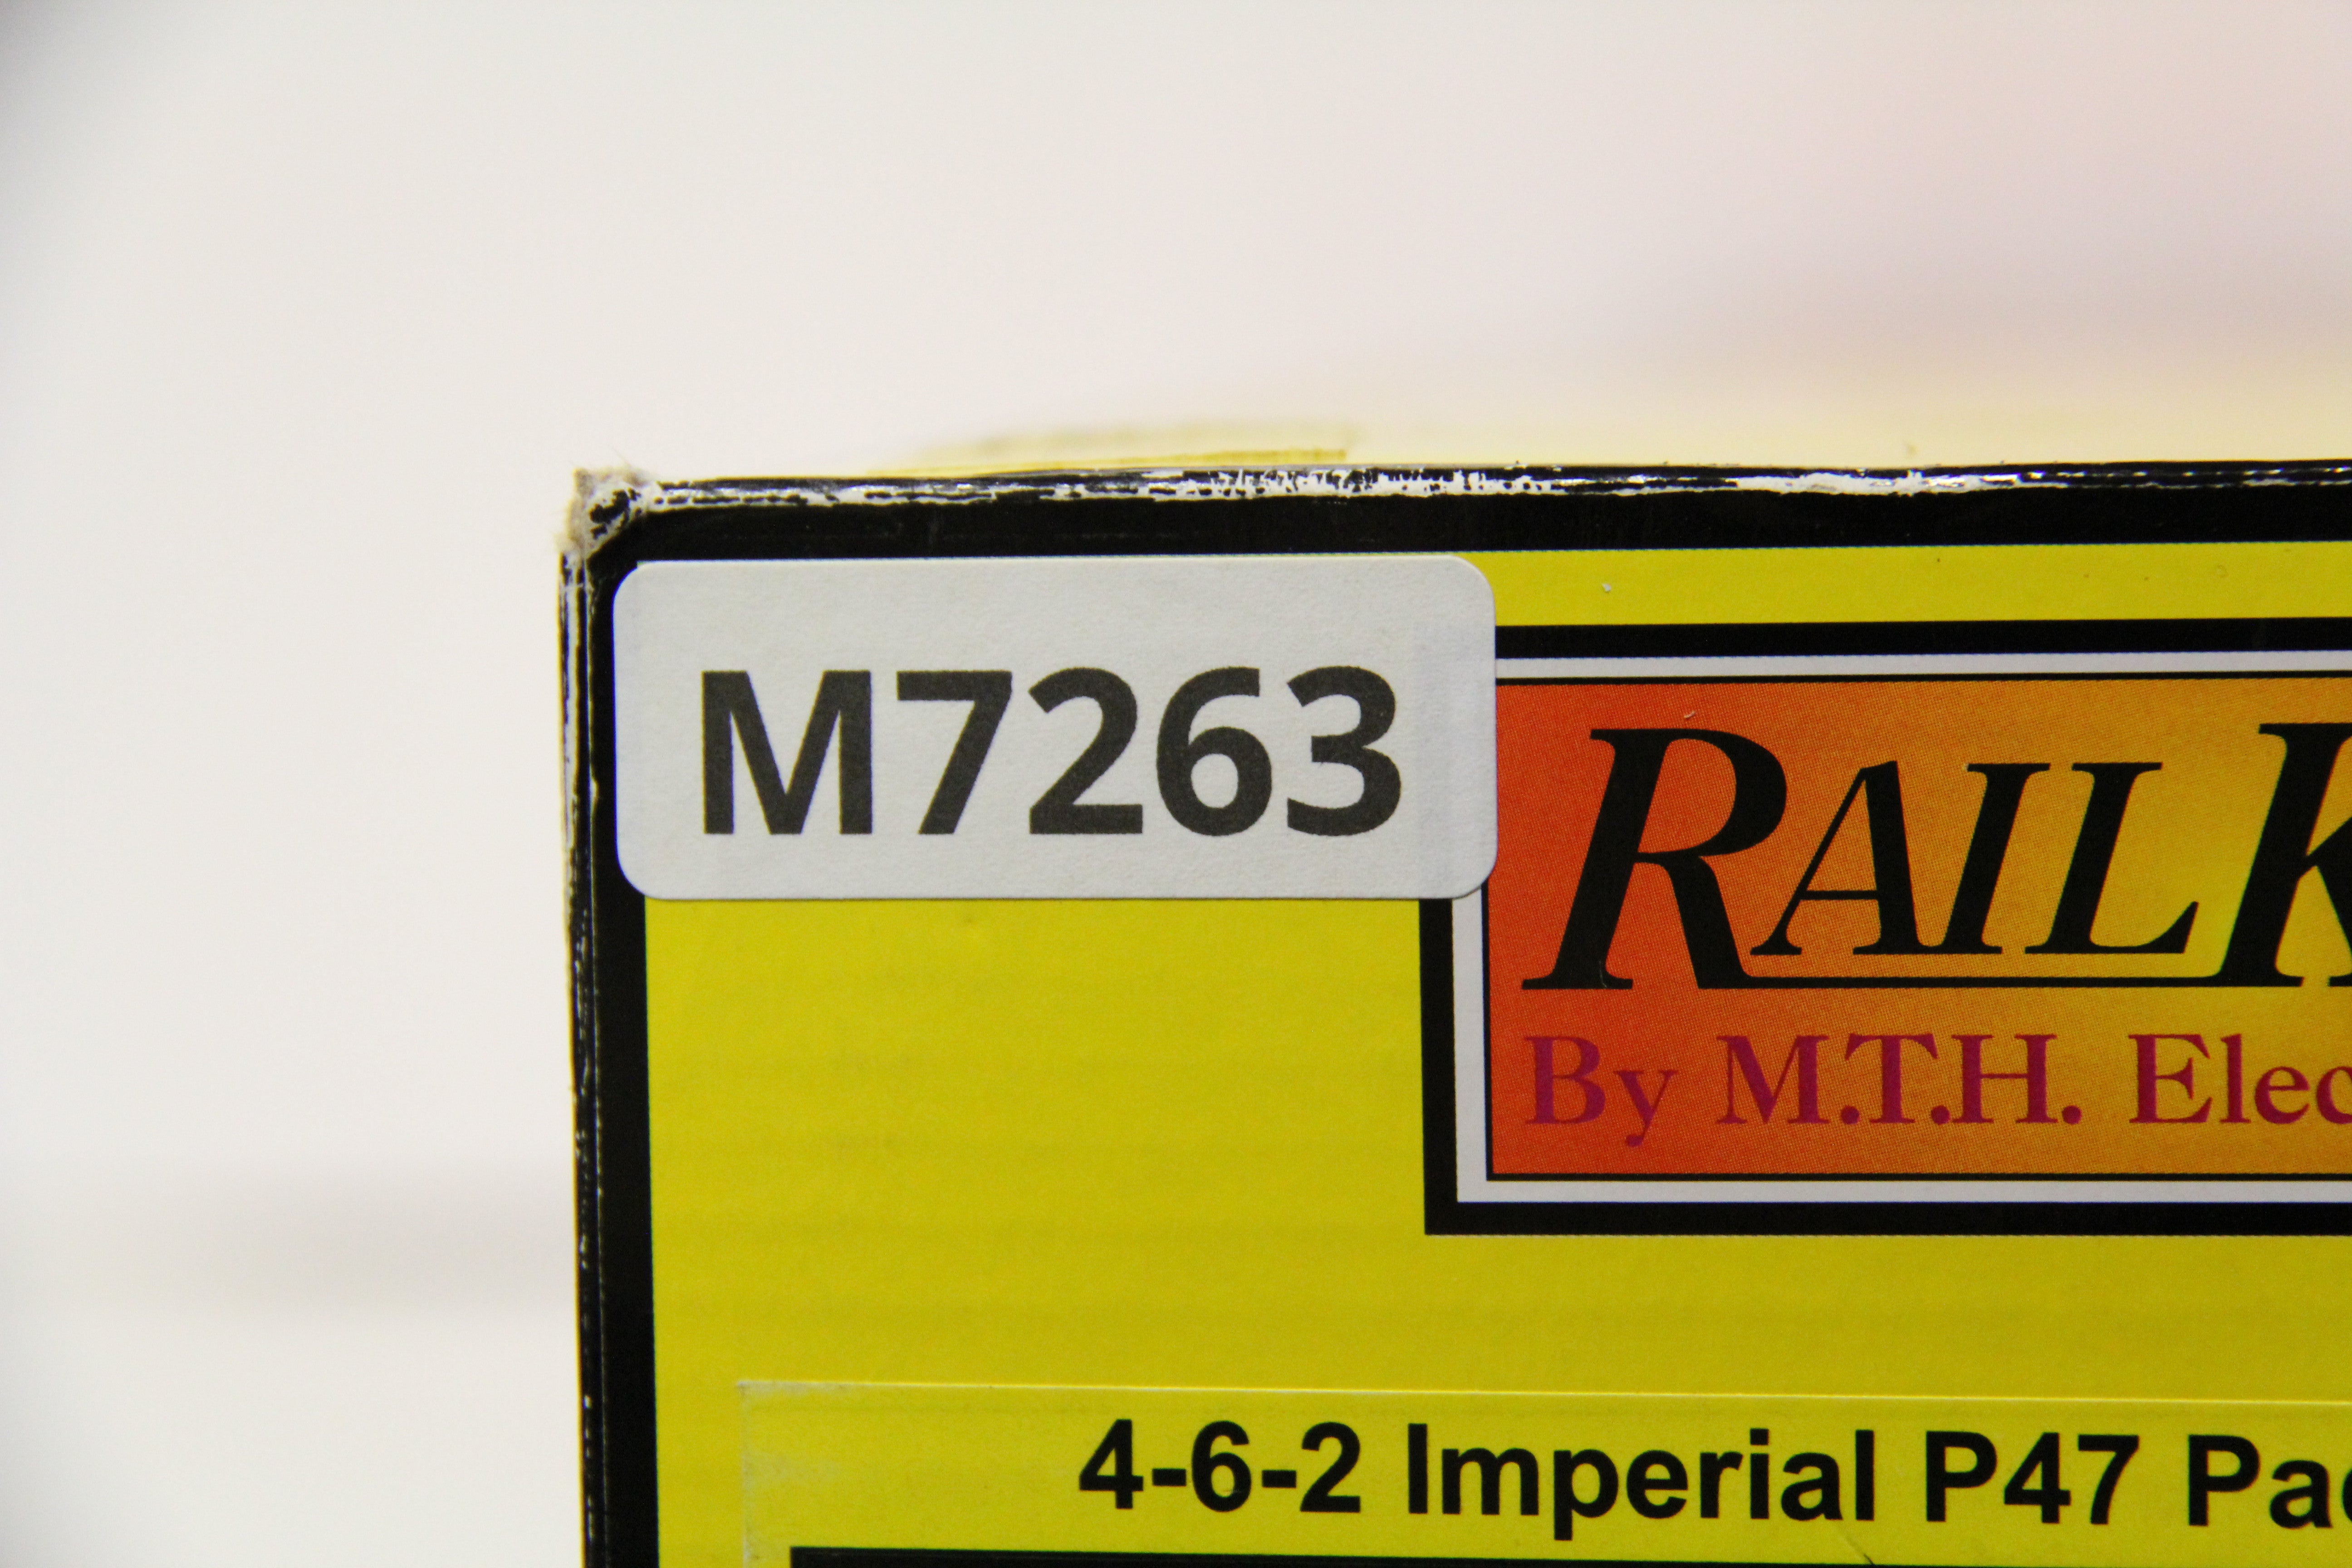 M7263
RAILK
By M.T.H. Elec
4-6-2 Imperial P47 Pac